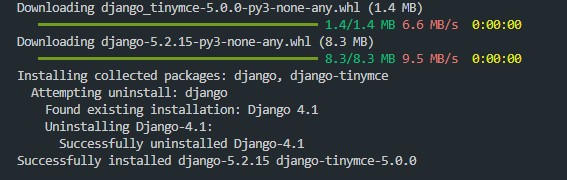 Downloading django_tinymce-5.0.0-py3-none-any.whl (1.4 MB)
1.4/1.4 MB 6.6 MB/s 0:00:00
Downloading django-5.2.15-py3-none-any.whl (8.3 MB)
8.3/8.3 MB 9.5 MB/s 0:00:00
Installing collected packages: django, django-tinymce
Attempting uninstall: django
Found existing installation: Django 4.1
Uninstalling Django-4.1:
Successfully uninstalled Django-4.1
Successfully installed django-5.2.15 django-tinymce-5.0.0